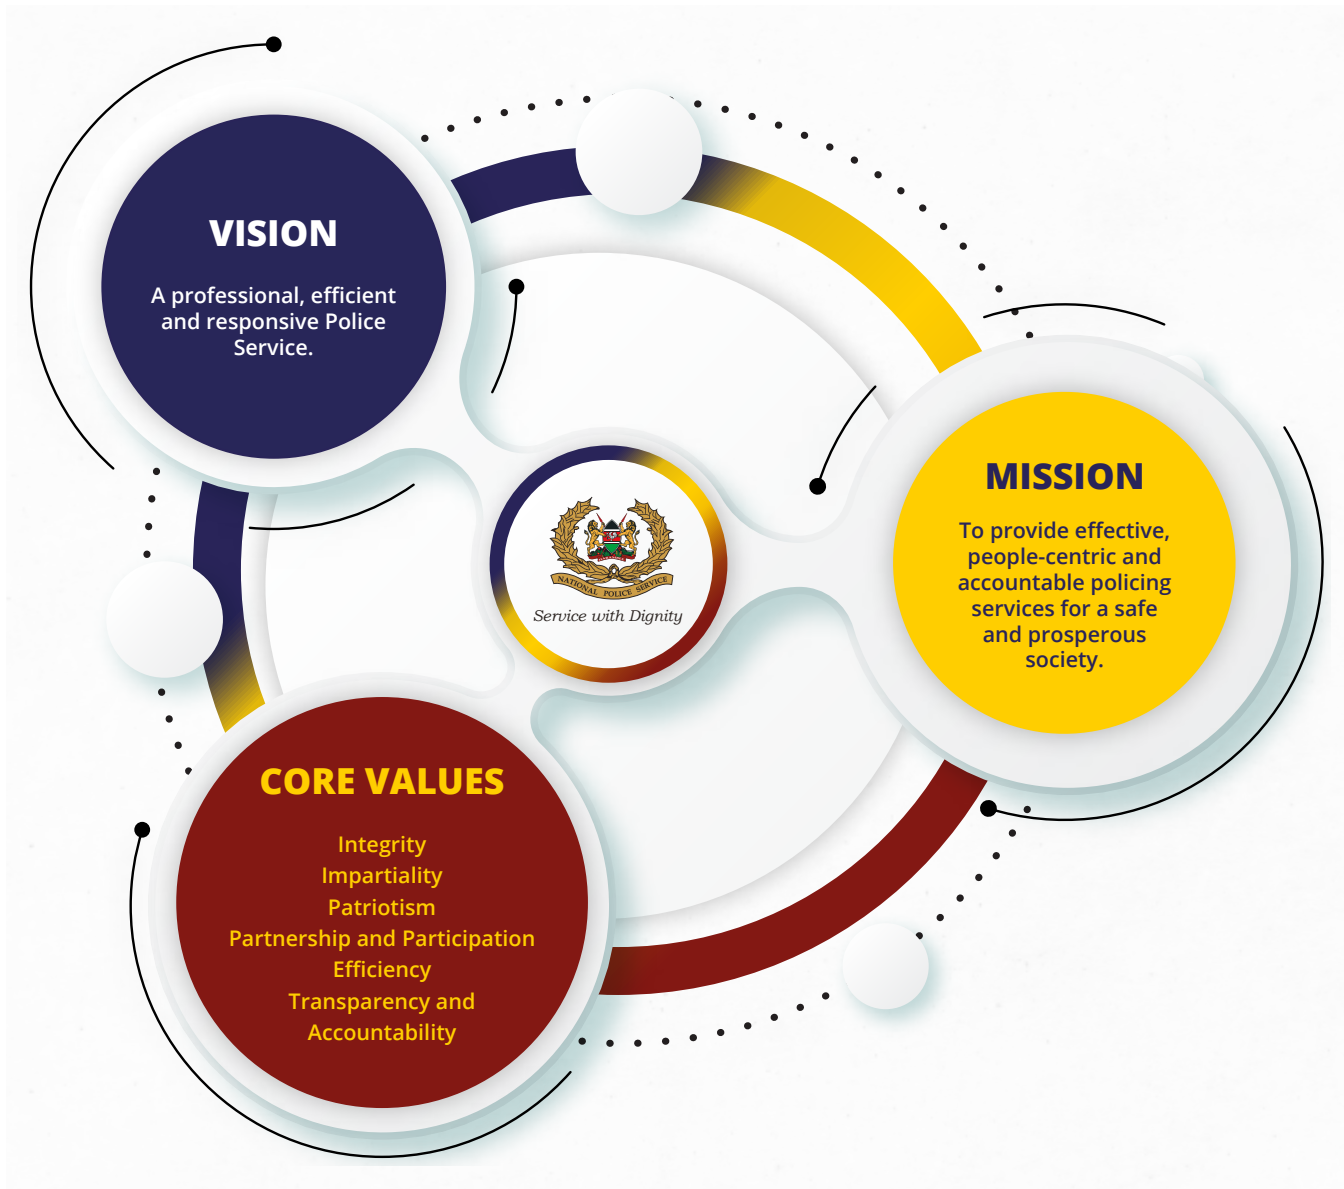 VISION
A professional, efficient
and responsive Police
Service.
MISSION
To provide effective,
people-centric and
accountable policing
services for a safe
and prosperous
society.
NATIONAL POLICE SERVICE
Service with Dignity
CORE VALUES
Integrity
Impartiality
Patriotism
Partnership and Participation
Efficiency
Transparency and
Accountability